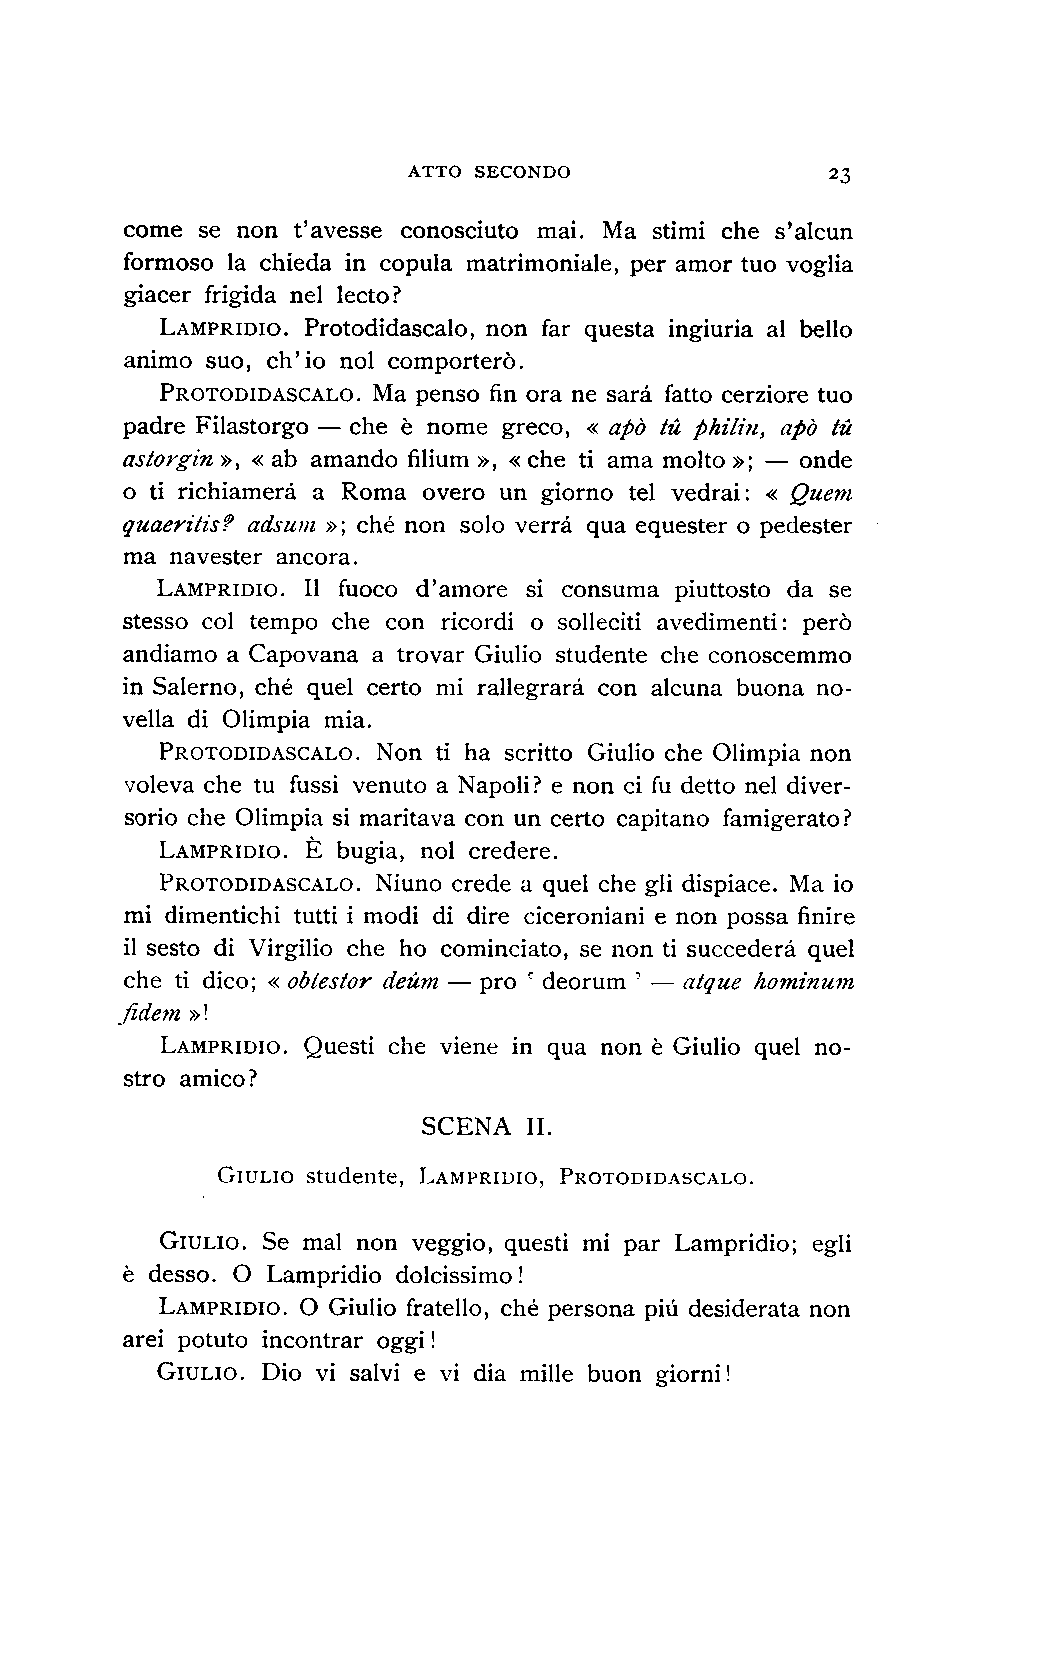 ATTO SECONDO 23
come se non t'avesse conosciuto mai. Ma stimi che s'alcun
formoso la chieda in copula matrimoniale, per amor tuo voglia
giacer frigida nel lecto?
LAMPRIDIO. Protodidascalo, non far questa ingiuria al bello
animo suo, ch'io nol comporterò.
PROTODIDASCALO. Ma penso fin ora ne sará fatto cerziore tuo
padre Filastorgo — che è nome greco, « apò tû philin, apò tû
astorgin », « ab amando filium », « che ti ama molto »; — onde
o ti richiamerá a Roma overo un giorno tel vedrai: « Quem
quaeritis? adsum »; ché non solo verrá qua equester o pedester
ma navester ancora.
LAMPRIDIO. Il fuoco d'amore si consuma piuttosto da se
stesso col tempo che con ricordi o solleciti avedimenti: però
andiamo a Capovana a trovar Giulio studente che conoscemmo
in Salerno, ché quel certo mi rallegrará con alcuna buona no-
vella di Olimpia mia.
PROTODIDASCALO. Non ti ha scritto Giulio che Olimpia non
voleva che tu fussi venuto a Napoli? e non ci fu detto nel diver-
sorio che Olimpia si maritava con un certo capitano famigerato?
LAMPRIDIO. È bugia, nol credere.
PROTODIDASCALO. Niuno crede a quel che gli dispiace. Ma io
mi dimentichi tutti i modi di dire ciceroniani e non possa finire
il sesto di Virgilio che ho cominciato, se non ti succederá quel
che ti dico; « obtestor deûm — pro ‛ deorum ’ — atque hominum
fidem »!
LAMPRIDIO. Questi che viene in qua non è Giulio quel no-
stro amico?
SCENA II.
GIULIO studente, LAMPRIDIO, PROTODIDASCALO.
GIULIO. Se mal non veggio, questi mi par Lampridio; egli
è desso. O Lampridio dolcissimo!
LAMPRIDIO. O Giulio fratello, ché persona piú desiderata non
arei potuto incontrar oggi!
GIULIO. Dio vi salvi e vi dia mille buon giorni!